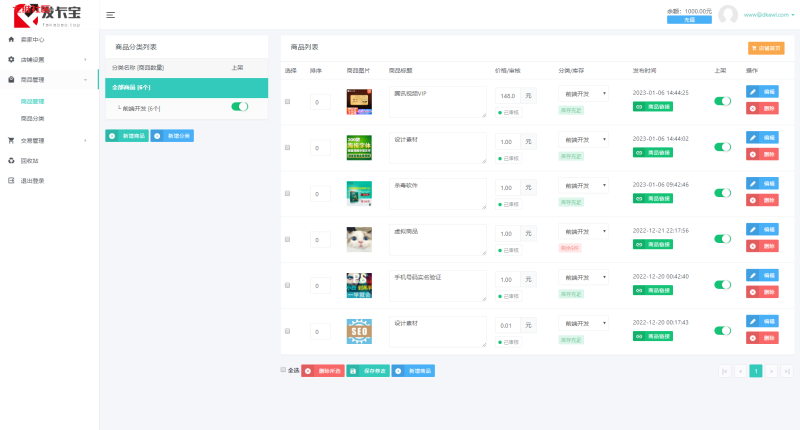 发卡宝
余额：1000.00元
充值
商家中心
店铺设置
商品管理
商品管理
商品分类
交易管理
回收站
退出登录
商品分类列表
分类名称 [商品数量] 上架
全部商品 [6个]
└ 前端开发 [6个]
新增商品 新增分类
商品列表
店铺首页
选择 排序 商品图片 商品标题 价格/审核 分类/库存 发布时间 上架 操作
0 腾讯视频VIP 148.0 元 前端开发 2023-01-06 14:44:25 编辑
已审核 库存充足 商品链接 删除
0 设计素材 1.00 元 前端开发 2023-01-06 14:44:02 编辑
已审核 库存充足 商品链接 删除
0 杀毒软件 1.00 元 前端开发 2023-01-06 09:42:46 编辑
已审核 库存充足 商品链接 删除
0 虚拟商品 1.00 元 前端开发 2022-12-21 22:17:56 编辑
已审核 商品链接 删除
0 手机号码实名验证 1.00 元 前端开发 2022-12-20 00:42:40 编辑
已审核 库存充足 商品链接 删除
0 SEO 设计素材 0.01 元 前端开发 2022-12-20 00:17:43 编辑
已审核 库存充足 商品链接 删除
全选 删除所选 保存修改 新增商品
1